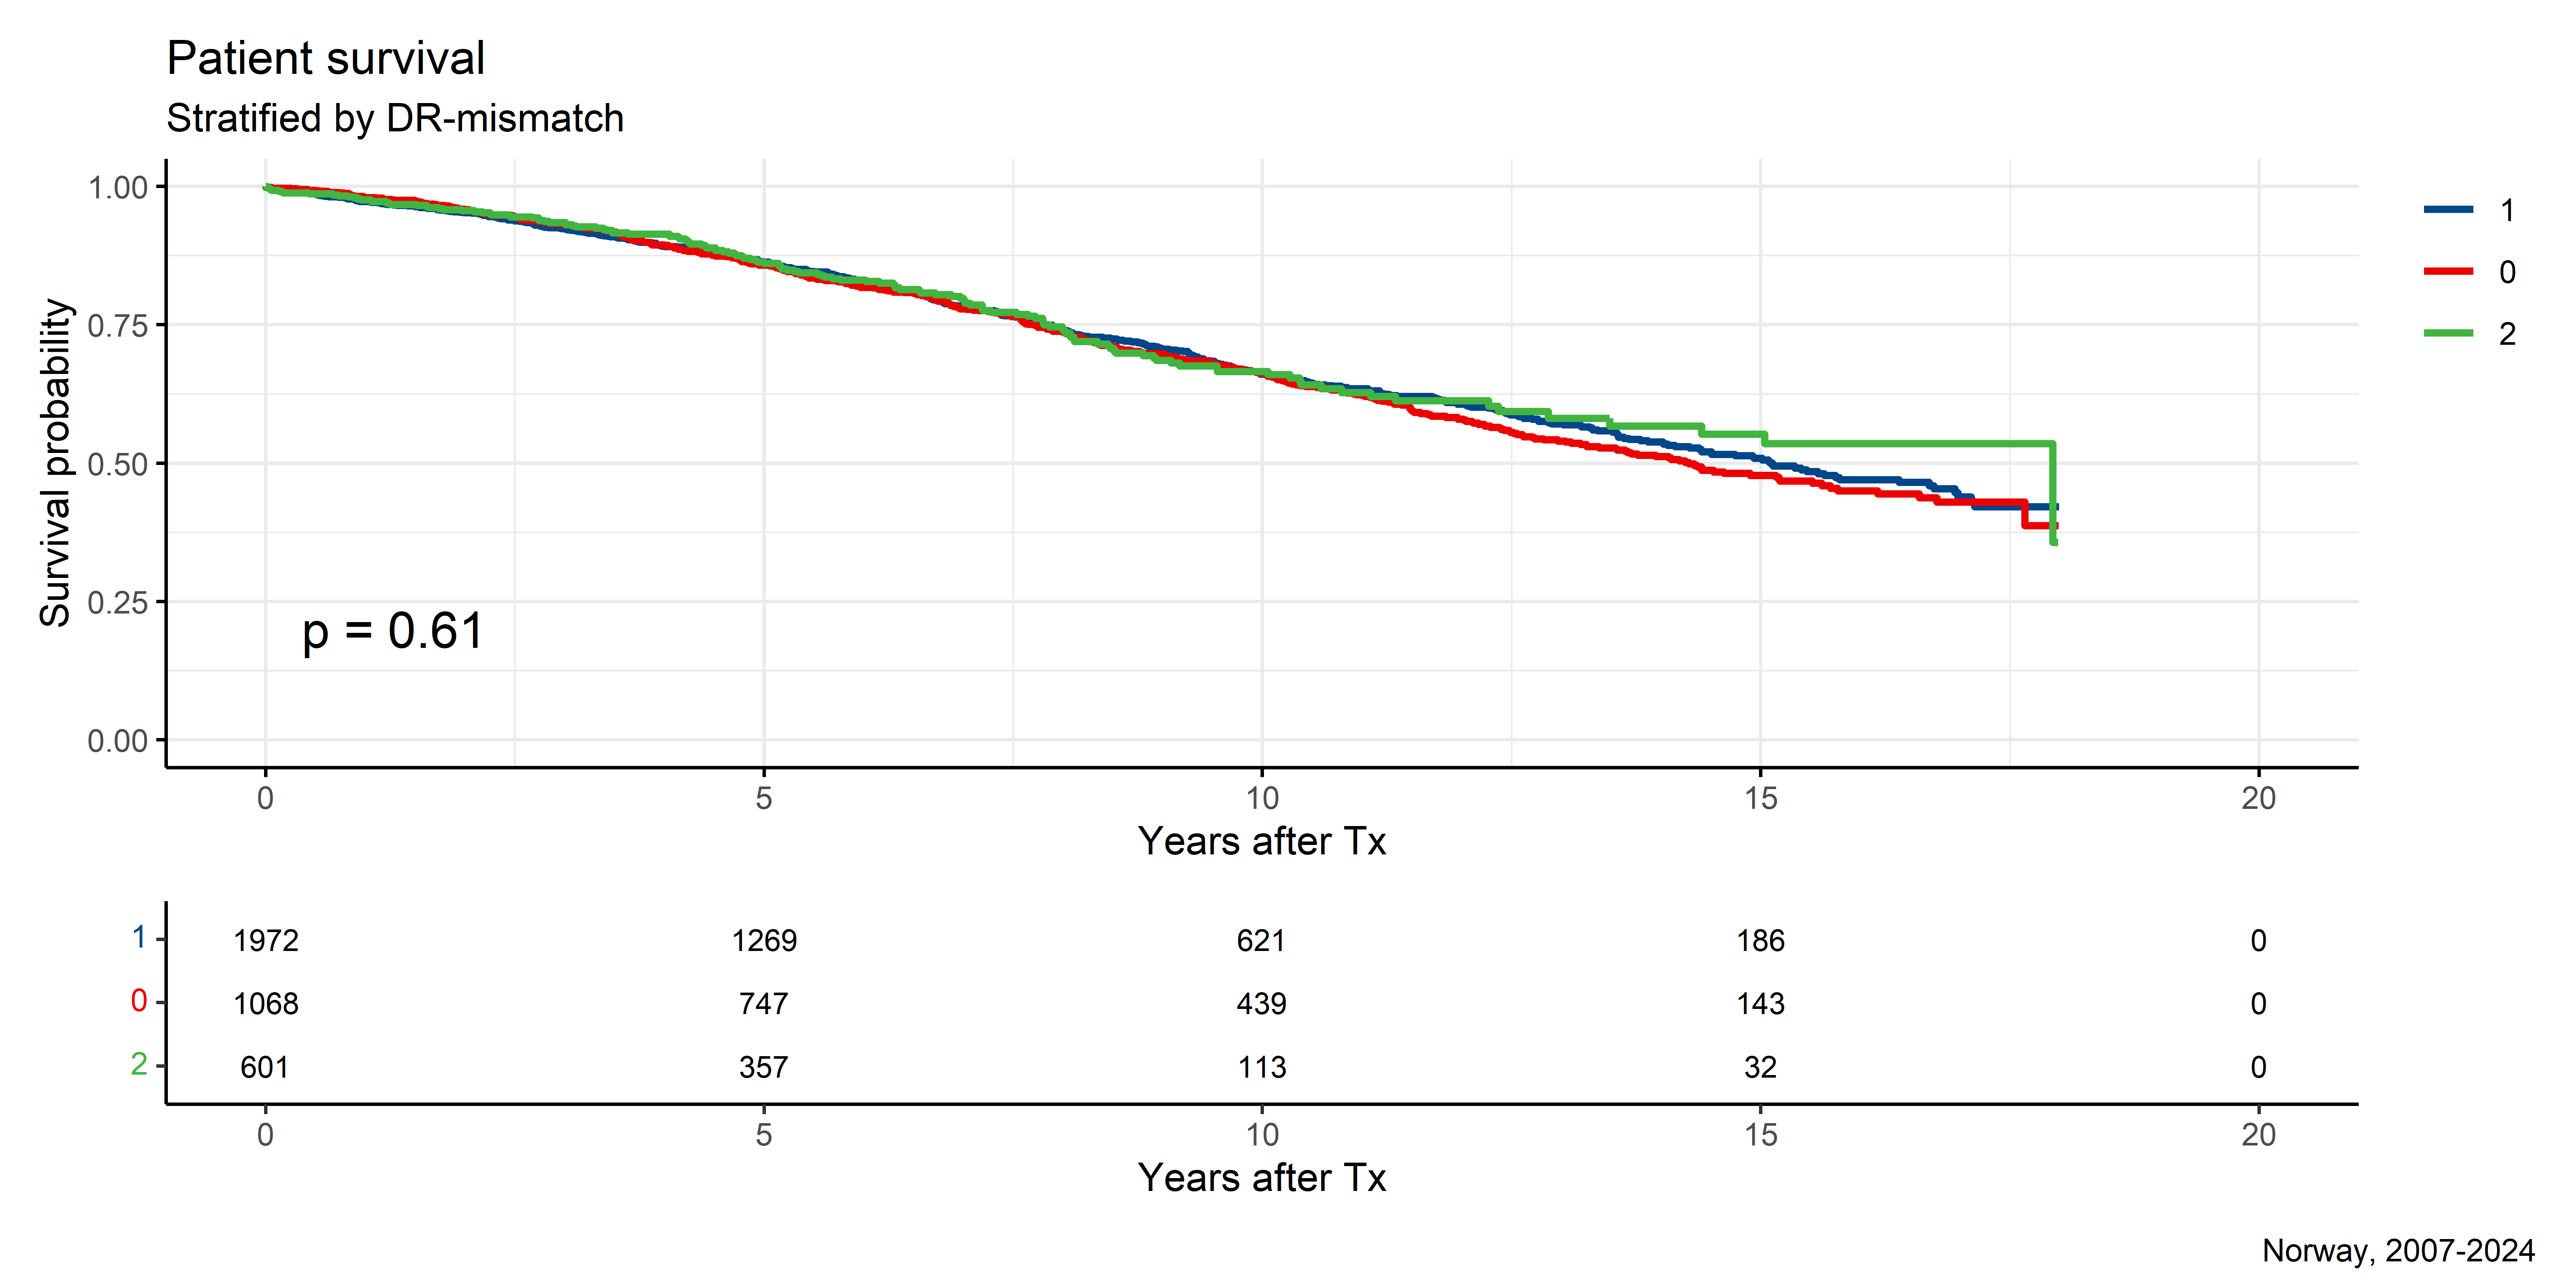 Patient survival
Stratified by DR-mismatch
1.00
0.75
0.50
0.25
0.00
Survival probability
p = 0.61
1
0
2
0 5 10 15 20
Years after Tx
1 1972 1269 621 186 0
0 1068 747 439 143 0
2 601 357 113 32 0
0 5 10 15 20
Years after Tx
Norway, 2007-2024